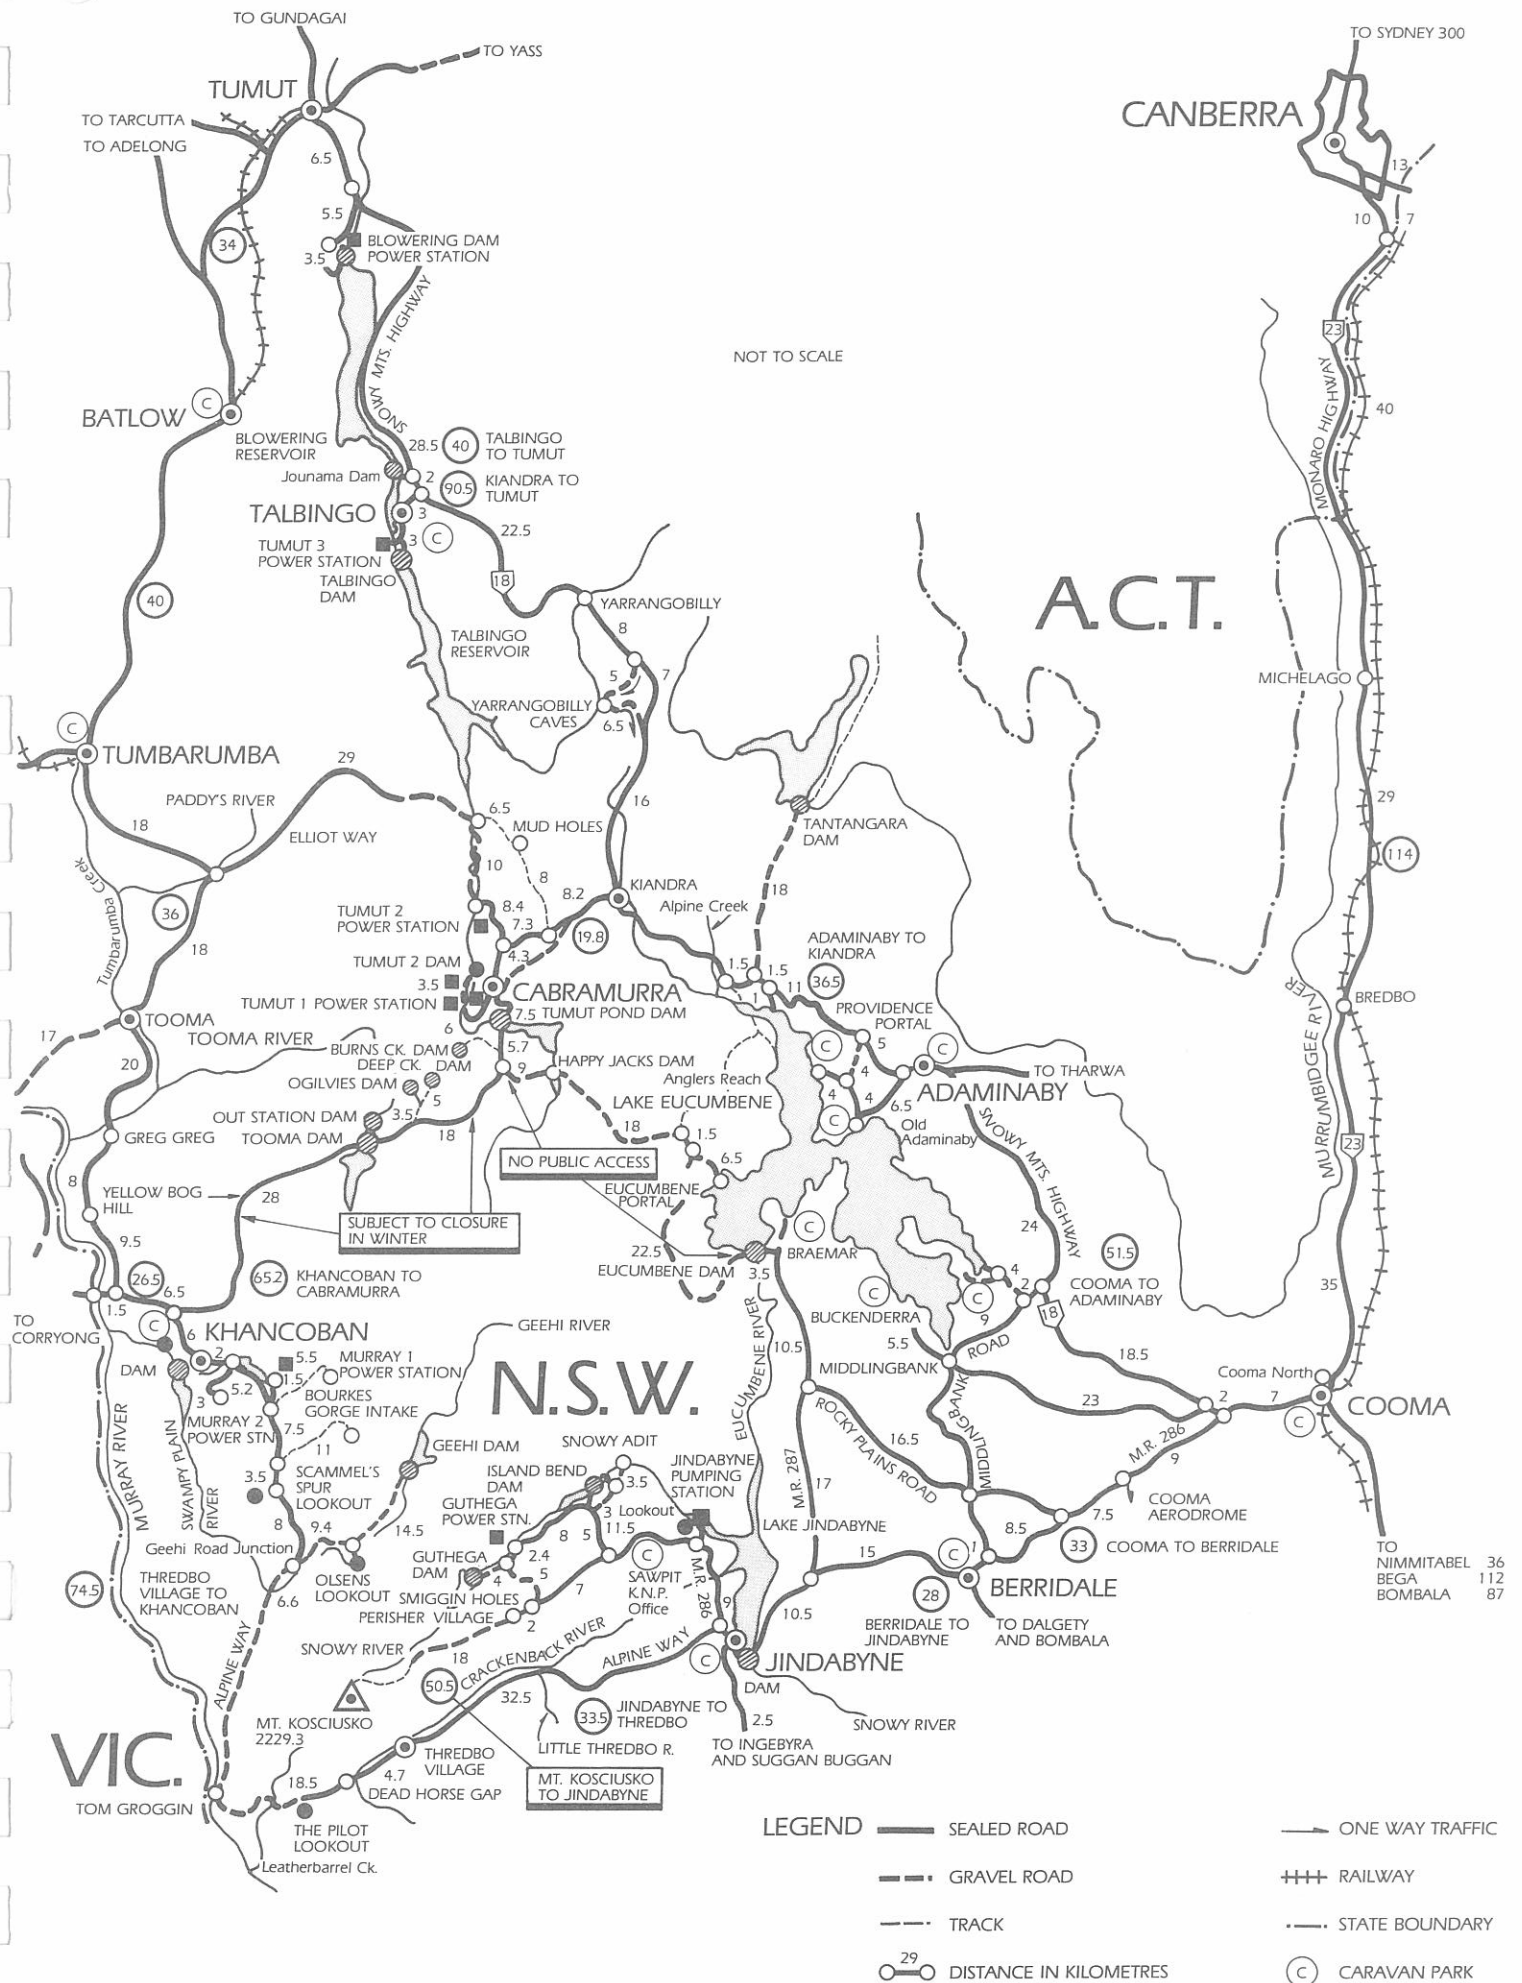 TO GUNDAGAI
TO YASS
TUMUT
TO TARCUTTA
TO ADELONG
6.5
5.5
3.5
34
BLOWERING DAM
POWER STATION
SNOWY MTS. HIGHWAY
TO SYDNEY 300
CANBERRA
13
10
7
23
MONARO HIGHWAY
40
NOT TO SCALE
C
BATLOW
BLOWERING
RESERVOIR
28.5
40
TALBINGO
TO TUMUT
Jounama Dam
2
90.5
KIANDRA TO
TUMUT
TALBINGO
3
22.5
3
C
TUMUT 3
POWER STATION
TALBINGO
DAM
18
40
YARRANGOBILLY
8
TALBINGO
RESERVOIR
5
7
YARRANGOBILLY
CAVES
6.5
A.C.T.
MICHELAGO
C
TUMBARUMBA
29
PADDY'S RIVER
18
ELLIOT WAY
6.5
MUD HOLES
16
TANTANGARA
DAM
29
114
Tumbarumba Creek
Tumbarumba Creek
10
8
8.2
KIANDRA
18
36
18
TUMUT 2
POWER STATION
8.4
7.3
19.8
Alpine Creek
TUMUT 2 DAM
4.3
3.5
TUMUT 1 POWER STATION
CABRAMURRA
7.5
TUMUT POND DAM
6
ADAMINABY TO
KIANDRA
1.5
1.5
36.5
1
11
PROVIDENCE
PORTAL
MURRUMBIDGEE RIVER
BREDBO
TOOMA
TOOMA RIVER
17
20
BURNS CK. DAM
DEEP CK. DAM
OGILVIES DAM
5.7
9
HAPPY JACKS DAM
Anglers Reach
C
5
C
4
TO THARWA
ADAMINABY
4
4
6.5
C
Old
Adaminaby
OUT STATION DAM
3.5
5
TOOMA DAM
18
LAKE EUCUMBENE
18
1.5
6.5
SNOWY MTS. HIGHWAY
23
GREG GREG
NO PUBLIC ACCESS
EUCUMBENE
PORTAL
8
YELLOW BOG
HILL
28
SUBJECT TO CLOSURE
IN WINTER
9.5
22.5
C
BRAEMAR
EUCUMBENE DAM
3.5
24
51.5
COOMA TO
ADAMINABY
26.5
6.5
65.2
KHANCOBAN TO
CABRAMURRA
1.5
C
BUCKENDERRA
C
4
2
9
18
35
TO
CORRYONG
C
6
KHANCOBAN
2
DAM
5.5
MURRAY 1
POWER STATION
1.5
5.2
3
BOURKES
GORGE INTAKE
MURRAY 2
POWER STN
7.5
11
GEEHI RIVER
N.S.W.
EUCUMBENE RIVER
10.5
5.5
ROAD
MIDDLINGBANK
18.5
Cooma North
23
2
7
COOMA
C
MURRAY RIVER
SWAMPY PLAIN
RIVER
GEEHI DAM
SNOWY ADIT
ISLAND BEND
DAM
3.5
GUTHEGA
POWER STN.
JINDABYNE
PUMPING
STATION
M.R. 287
17
ROCKY PLAINS ROAD
16.5
MIDDLINGBANK
M.R. 286
9
3.5
SCAMMEL'S
SPUR
LOOKOUT
8
9.4
14.5
3
Lookout
8
5
11.5
LAKE JINDABYNE
COOMA
AERODROME
7.5
8.5
33
COOMA TO BERRIDALE
Geehi Road Junction
GUTHEGA
DAM
2.4
4
5
C
SAWPIT
K.N.P.
Office
15
C
1
BERRIDALE
TO
NIMMITABEL 36
BEGA 112
BOMBALA 87
74.5
THREDBO
VILLAGE TO
KHANCOBAN
OLSENS
LOOKOUT
6.6
SMIGGIN HOLES
PERISHER VILLAGE
2
7
M.R. 286
9
10.5
28
BERRIDALE TO
JINDABYNE
TO DALGETY
AND BOMBALA
SNOWY RIVER
18
CRACKENBACK RIVER
ALPINE WAY
C
JINDABYNE
DAM
ALPINE WAY
50.5
32.5
33.5
JINDABYNE TO
THREDBO
SNOWY RIVER
2.5
TO INGEBYRA
AND SUGGAN BUGGAN
MT. KOSCIUSKO
2229.3
VIC.
THREDBO
VILLAGE
LITTLE THREDBO R.
MT. KOSCIUSKO
TO JINDABYNE
18.5
4.7
DEAD HORSE GAP
TOM GROGGIN
THE PILOT
LOOKOUT
Leatherbarrel Ck.
LEGEND
SEALED ROAD
GRAVEL ROAD
TRACK
29
DISTANCE IN KILOMETRES
ONE WAY TRAFFIC
RAILWAY
STATE BOUNDARY
C
CARAVAN PARK